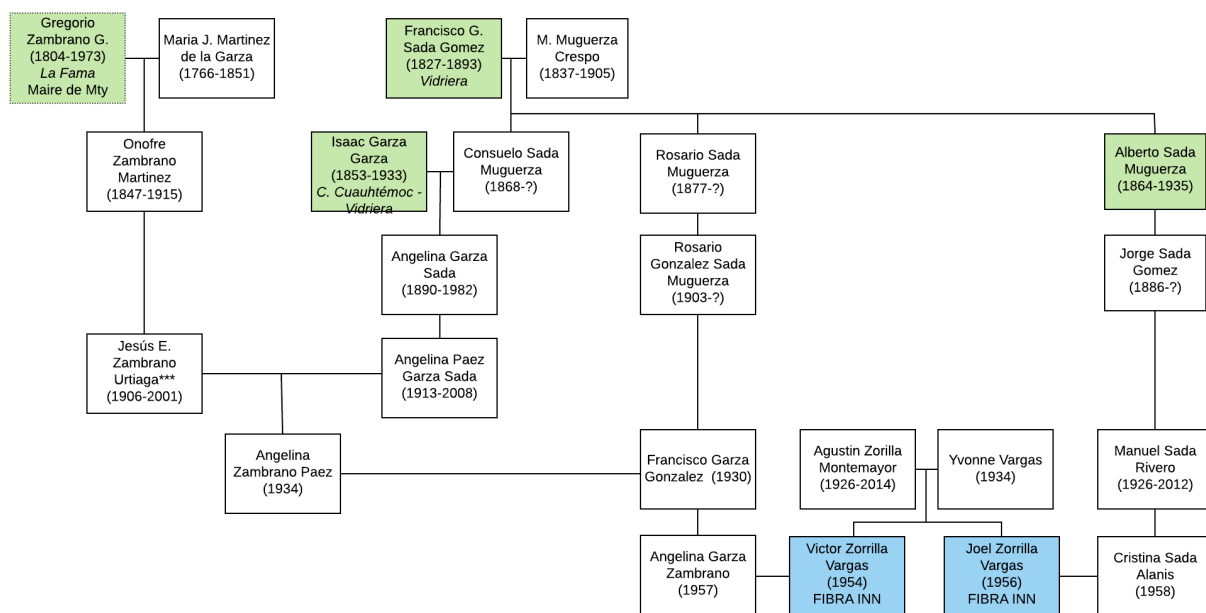 Gregorio
Zambrano G.
(1804-1973)
La Fama
Maire de Mty
Maria J. Martinez
de la Garza
(1766-1851)
Francisco G.
Sada Gomez
(1827-1893)
Vidriera
M. Muguerza
Crespo
(1837-1905)
Onofre
Zambrano
Martinez
(1847-1915)
Isaac Garza
Garza
(1853-1933)
C. Cuauhtémoc -
Vidriera
Consuelo Sada
Muguerza
(1868-?)
Rosario Sada
Muguerza
(1877-?)
Alberto Sada
Muguerza
(1864-1935)
Angelina Garza
Sada
(1890-1982)
Rosario
Gonzalez Sada
Muguerza
(1903-?)
Jorge Sada
Gomez
(1886-?)
Jesús E.
Zambrano
Urtiaga***
(1906-2001)
Angelina Paez
Garza Sada
(1913-2008)
Angelina
Zambrano Paez
(1934)
Francisco Garza
Gonzalez (1930)
Agustin Zorilla
Montemayor
(1926-2014)
Yvonne Vargas
(1934)
Manuel Sada
Rivero
(1926-2012)
Angelina Garza
Zambrano
(1957)
Victor Zorrilla
Vargas
(1954)
FIBRA INN
Joel Zorrilla
Vargas
(1956)
FIBRA INN
Cristina Sada
Alanis
(1958)